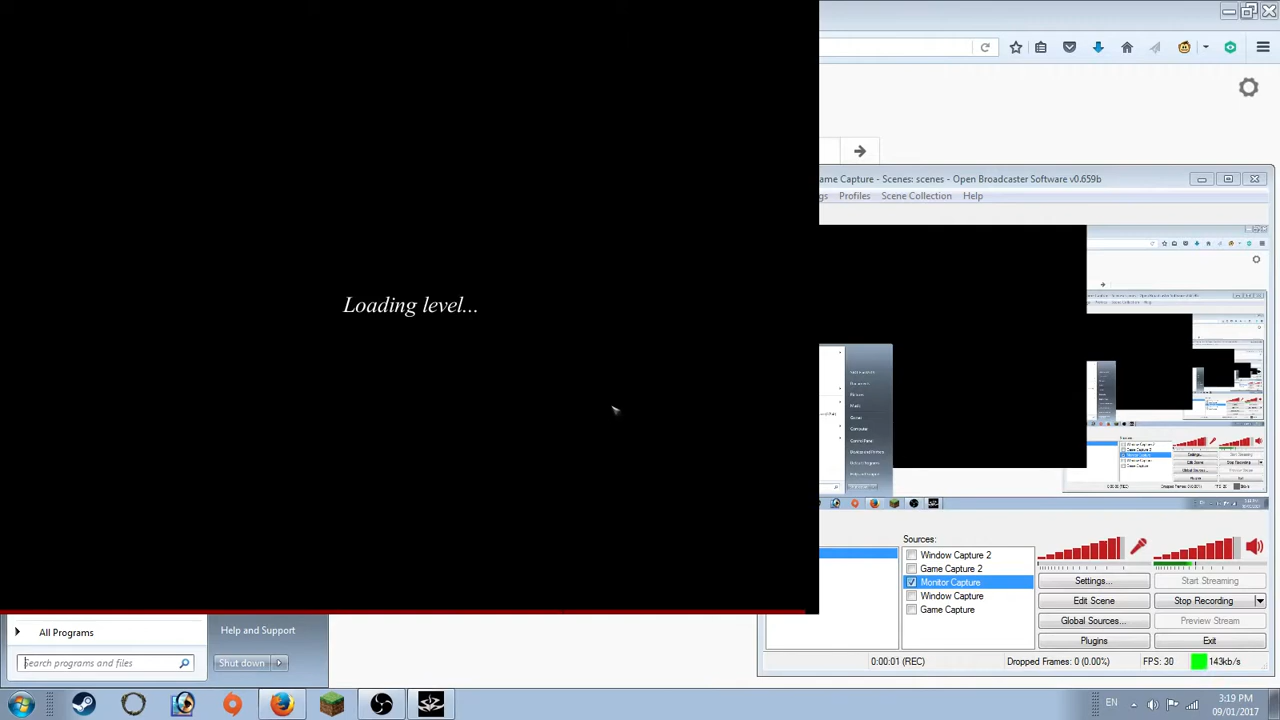 ame Capture - Scenes: scenes - Open Broadcaster Software v0.659b
gs Profiles Scene Collection Help
Loading level...
Sources:
Window Capture 2
Game Capture 2
Monitor Capture
Window Capture
Game Capture
Settings... Start Streaming
Edit Scene Stop Recording
Global Sources... Preview Stream
Plugins Exit
0:00:01 (REC) Dropped Frames: 0 (0.00%) FPS: 30 143kb/s
All Programs
Help and Support
Search programs and files
Shut down
EN
3:19 PM
09/01/2017